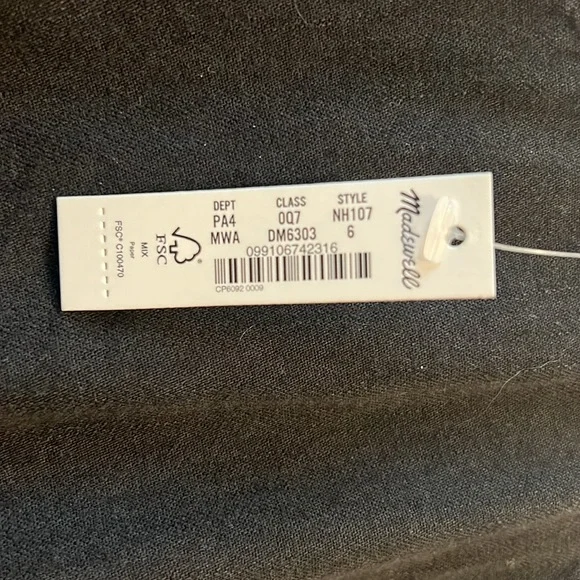 DEPT CLASS STYLE
PA4 0Q7 NH107
MWA DM6303 6
099106742316
CP6092 0009
Madewell
FSC
MIX
Paper
FSC® C100470